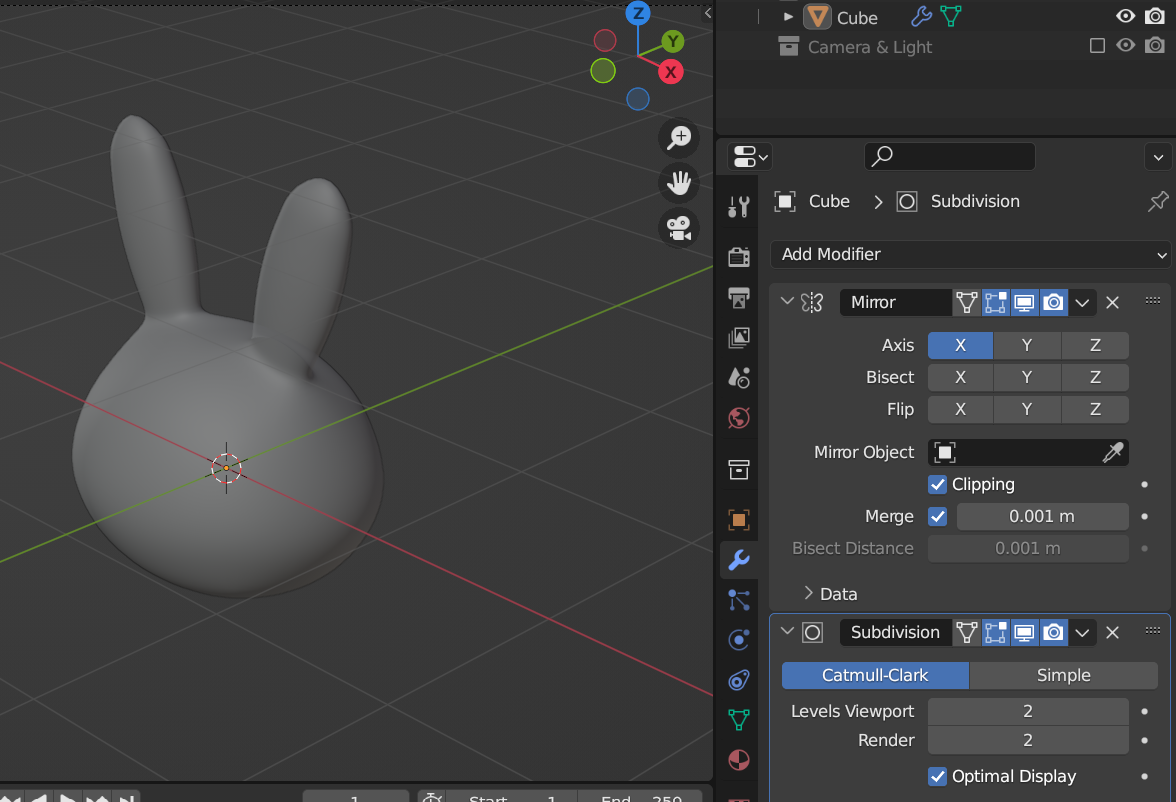 Z
Y
X
Cube
Camera & Light
Cube > Subdivision
Add Modifier
Mirror
Axis X Y Z
Bisect X Y Z
Flip X Y Z
Mirror Object
Clipping
Merge 0.001 m
Bisect Distance 0.001 m
Data
Subdivision
Catmull-Clark Simple
Levels Viewport 2
Render 2
Optimal Display
1 Start 1 End 250